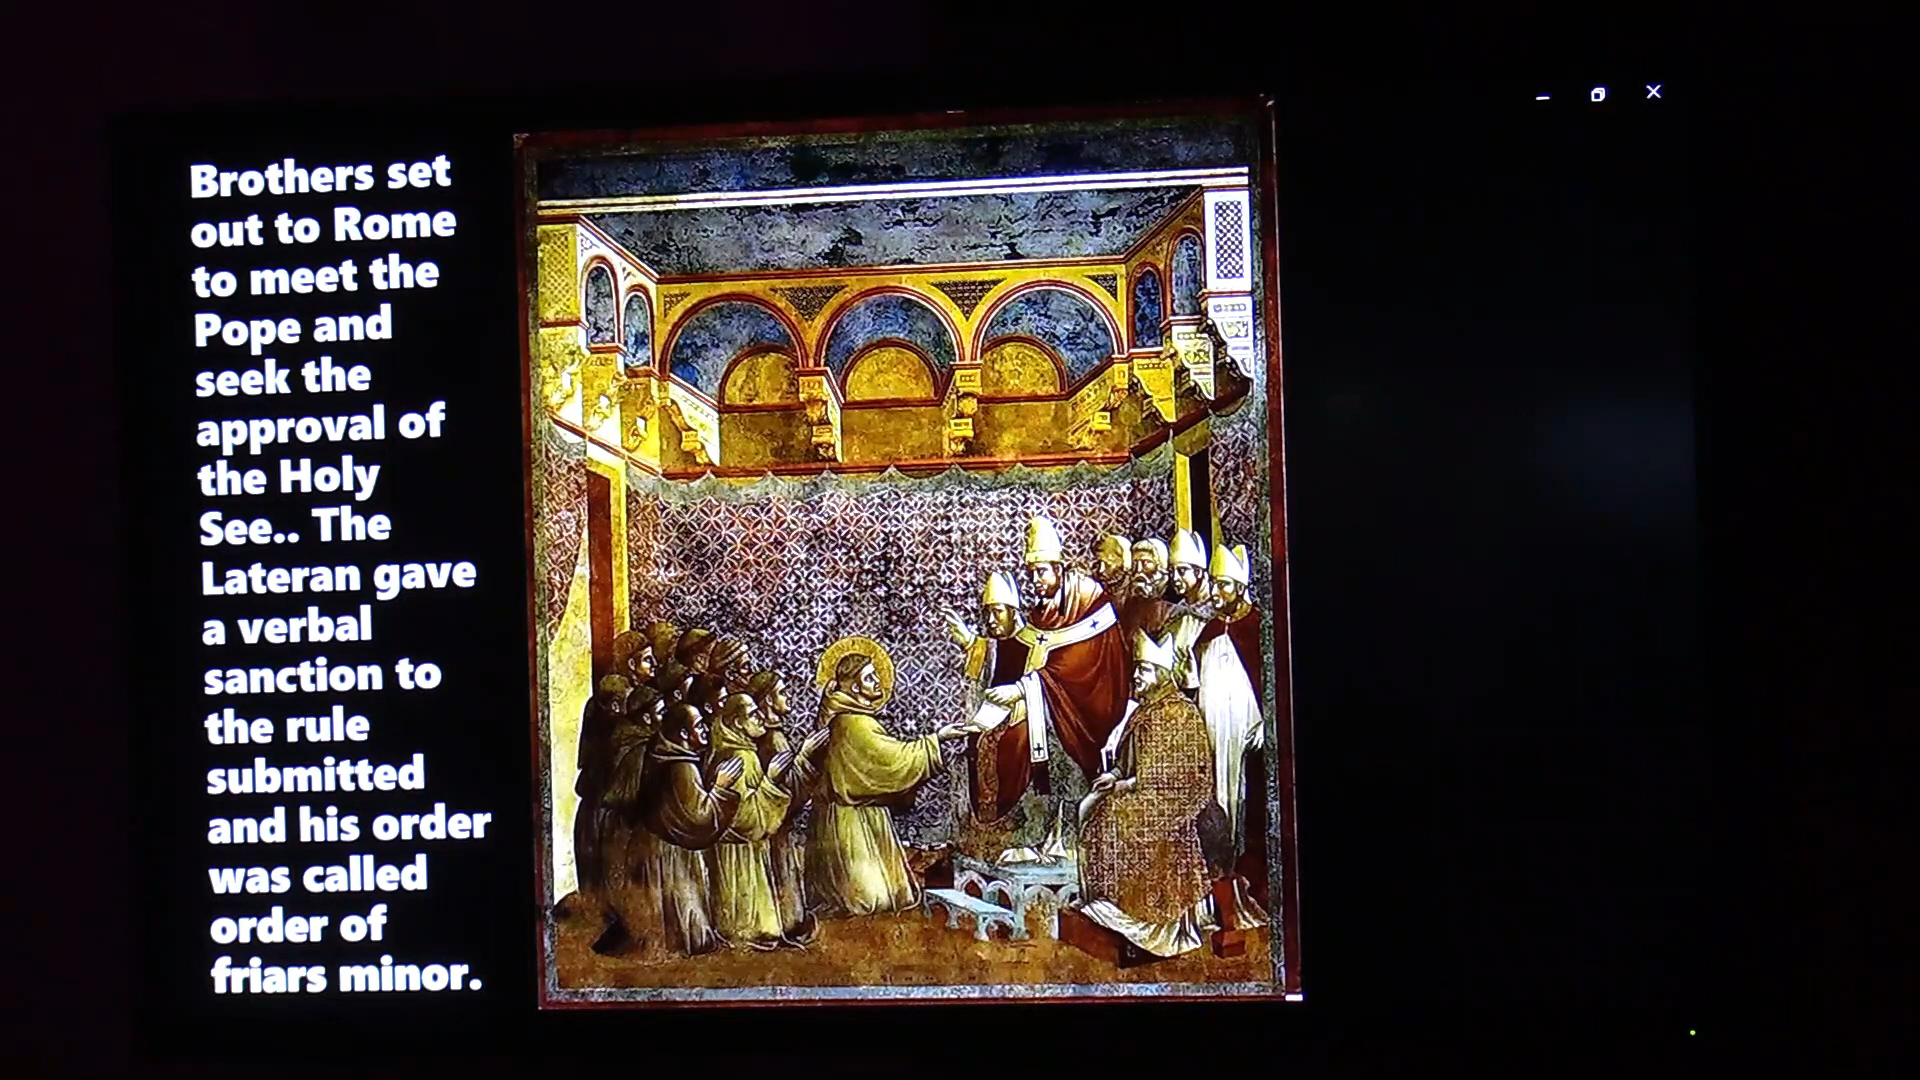 Brothers set
out to Rome
to meet the
Pope and
seek the
approval of
the Holy
See.. The
Lateran gave
a verbal
sanction to
the rule
submitted
and his order
was called
order of
friars minor.